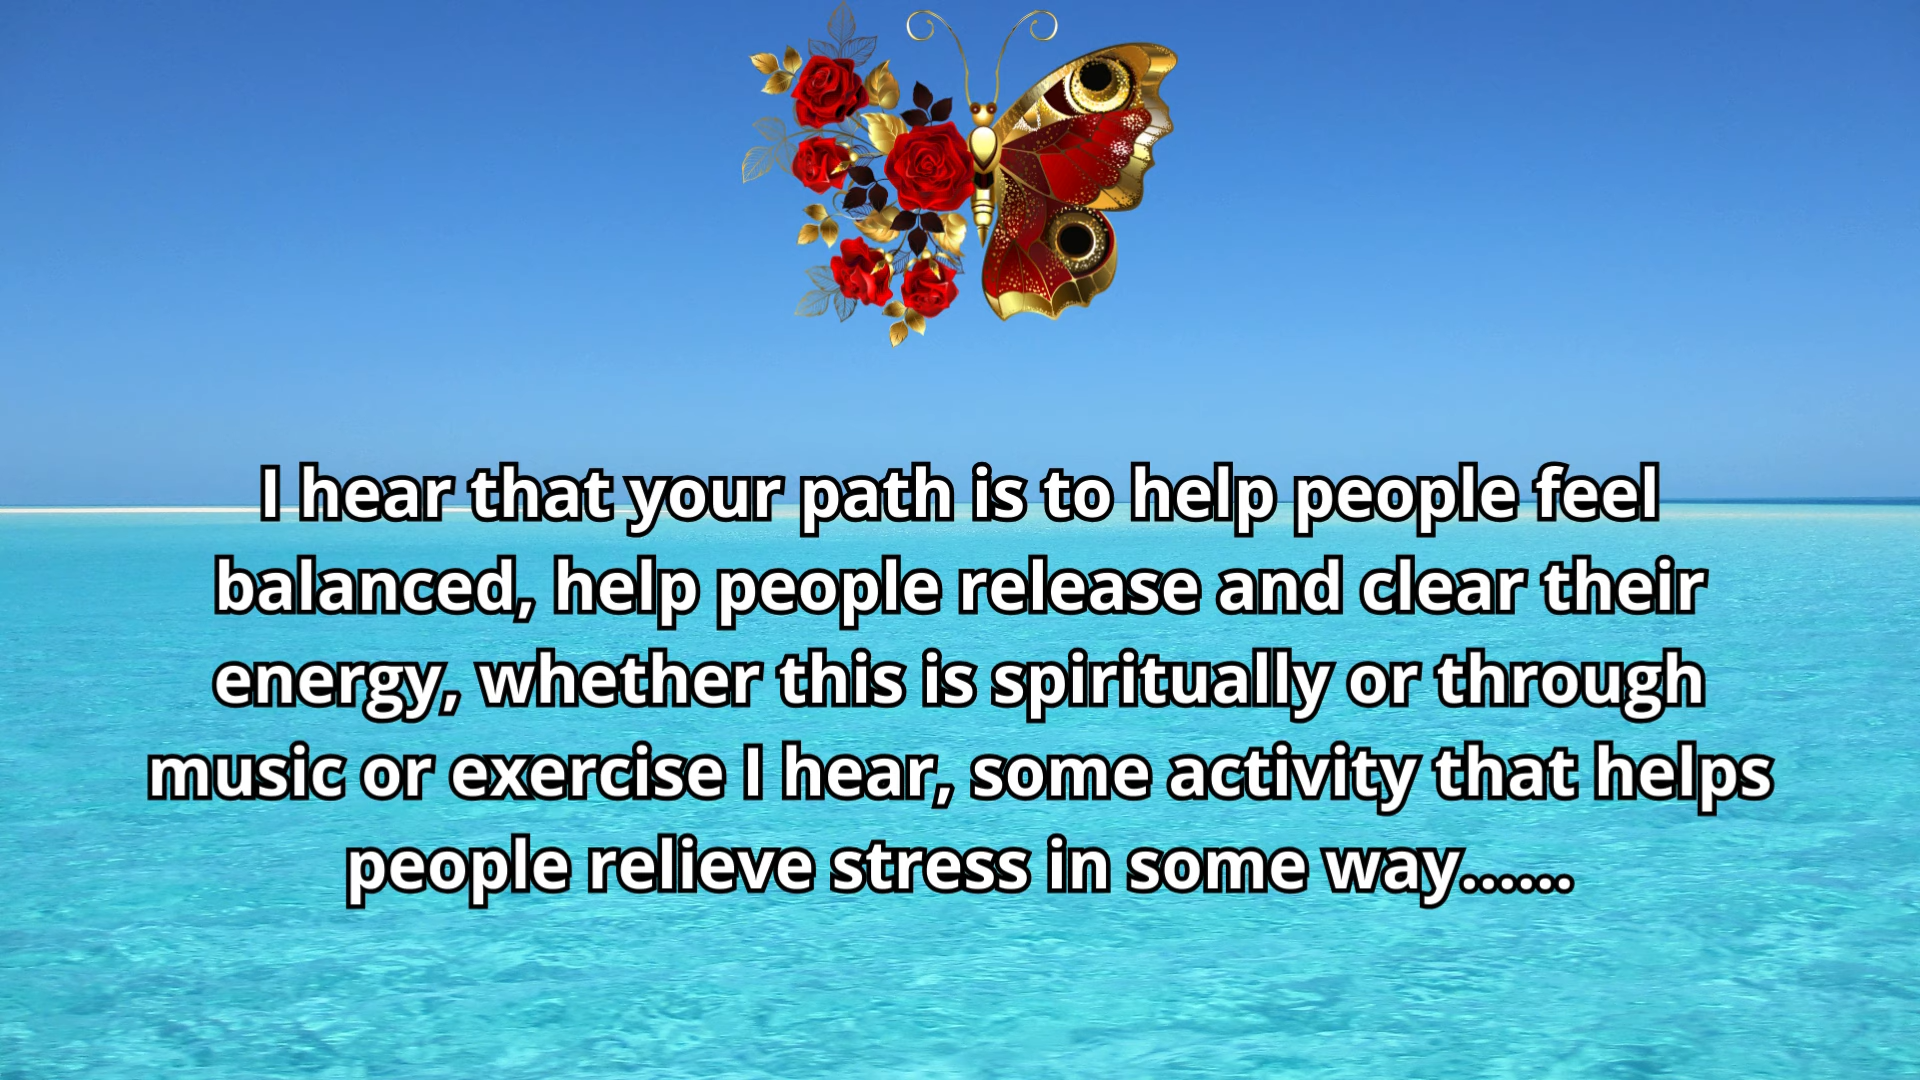 I hear that your path is to help people feel
balanced, help people release and clear their
energy, whether this is spiritually or through
music or exercise I hear, some activity that helps
people relieve stress in some way......